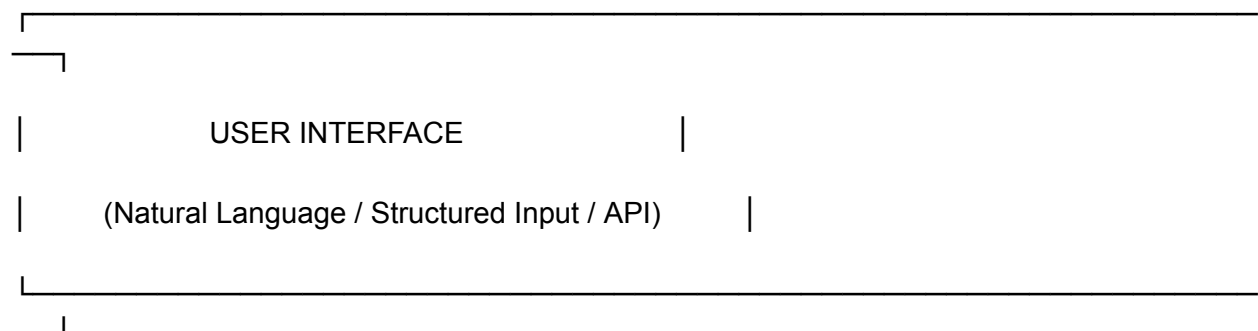 USER INTERFACE
(Natural Language / Structured Input / API)